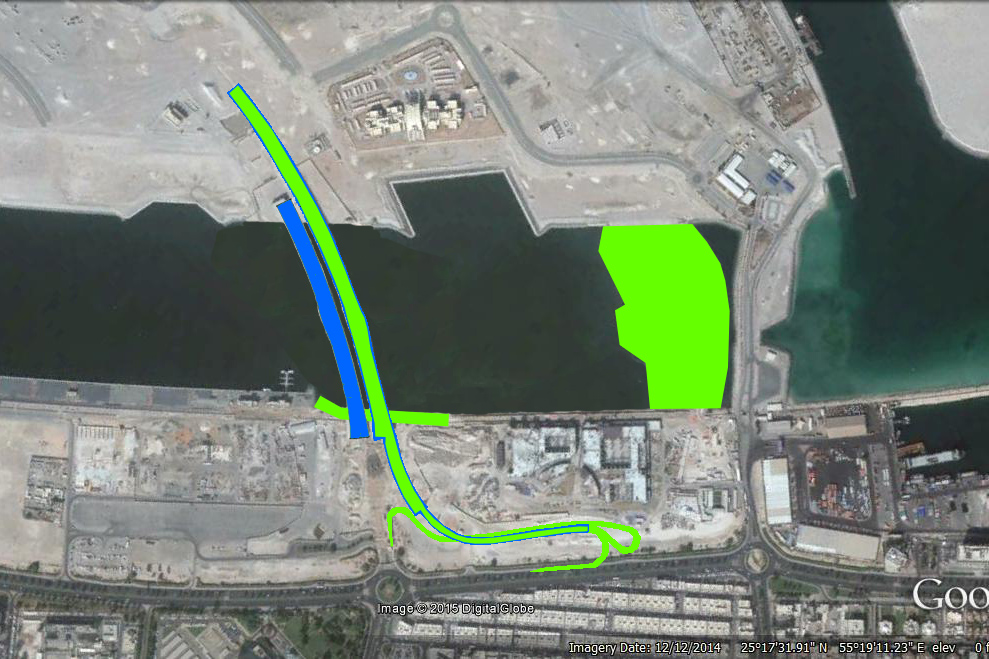 Image © 2015 DigitalGlobe
Goo
Imagery Date: 12/12/2014 25°17'31.91" N 55°19'11.23" E elev 0 f